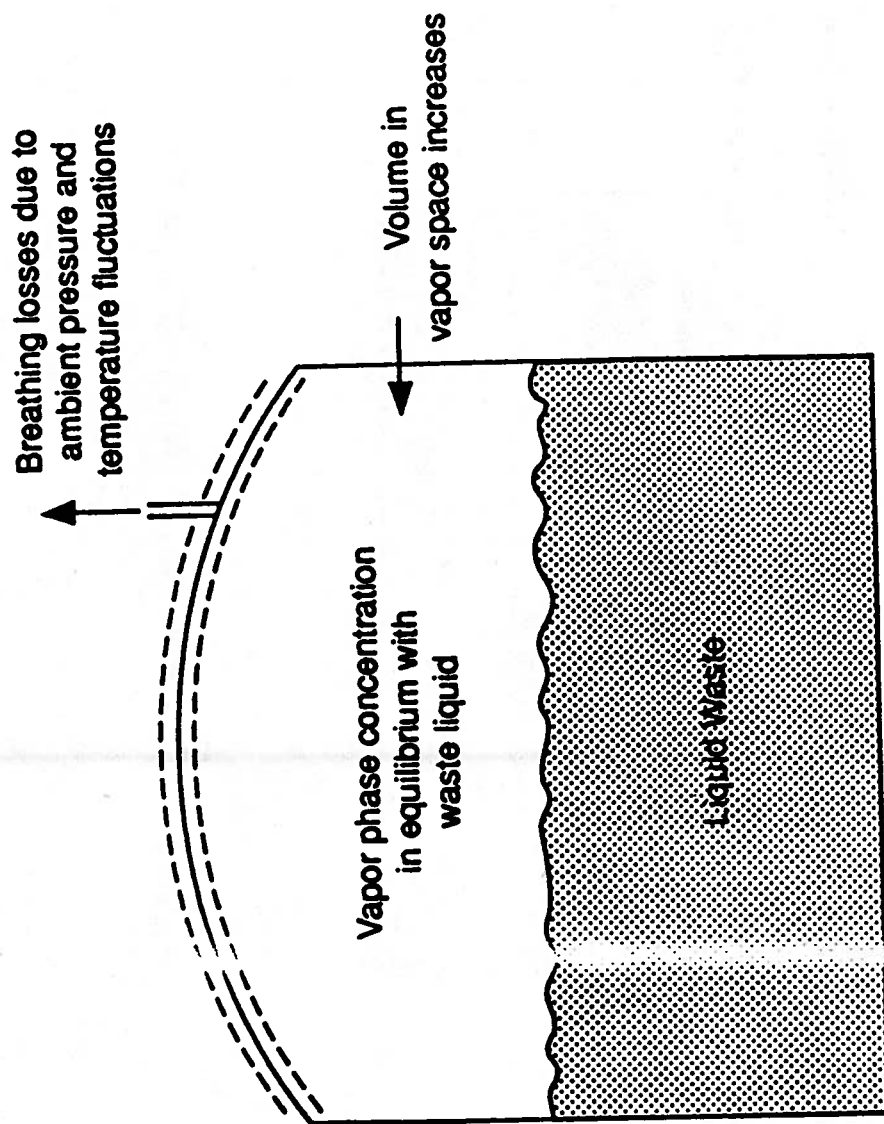 Breathing losses due to
ambient pressure and
temperature fluctuations
Volume in
vapor space increases
Vapor phase concentration
in equilibrium with
waste liquid
Liquid Waste